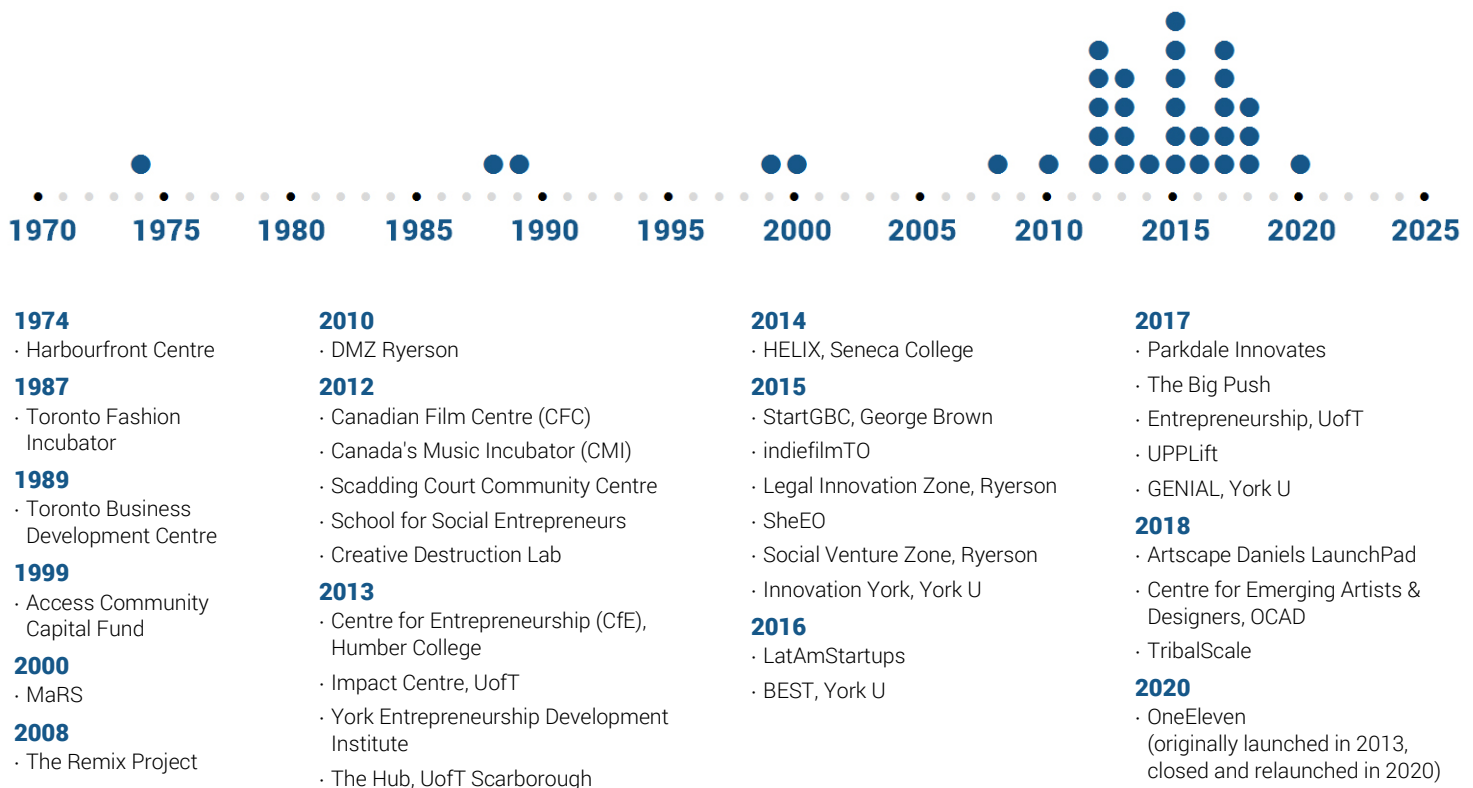 1970 1975 1980 1985 1990 1995 2000 2005 2010 2015 2020 2025
1974
· Harbourfront Centre
1987
· Toronto Fashion
Incubator
1989
· Toronto Business
Development Centre
1999
· Access Community
Capital Fund
2000
· MaRS
2008
· The Remix Project
2010
· DMZ Ryerson
2012
· Canadian Film Centre (CFC)
· Canada's Music Incubator (CMI)
· Scadding Court Community Centre
· School for Social Entrepreneurs
· Creative Destruction Lab
2013
· Centre for Entrepreneurship (CfE),
Humber College
· Impact Centre, UofT
· York Entrepreneurship Development
Institute
· The Hub, UofT Scarborough
2014
· HELIX, Seneca College
2015
· StartGBC, George Brown
· indiefilmTO
· Legal Innovation Zone, Ryerson
· SheEO
· Social Venture Zone, Ryerson
· Innovation York, York U
2016
· LatAmStartups
· BEST, York U
2017
· Parkdale Innovates
· The Big Push
· Entrepreneurship, UofT
· UPPLift
· GENIAL, York U
2018
· Artscape Daniels LaunchPad
· Centre for Emerging Artists &
Designers, OCAD
· TribalScale
2020
· OneEleven
(originally launched in 2013,
closed and relaunched in 2020)